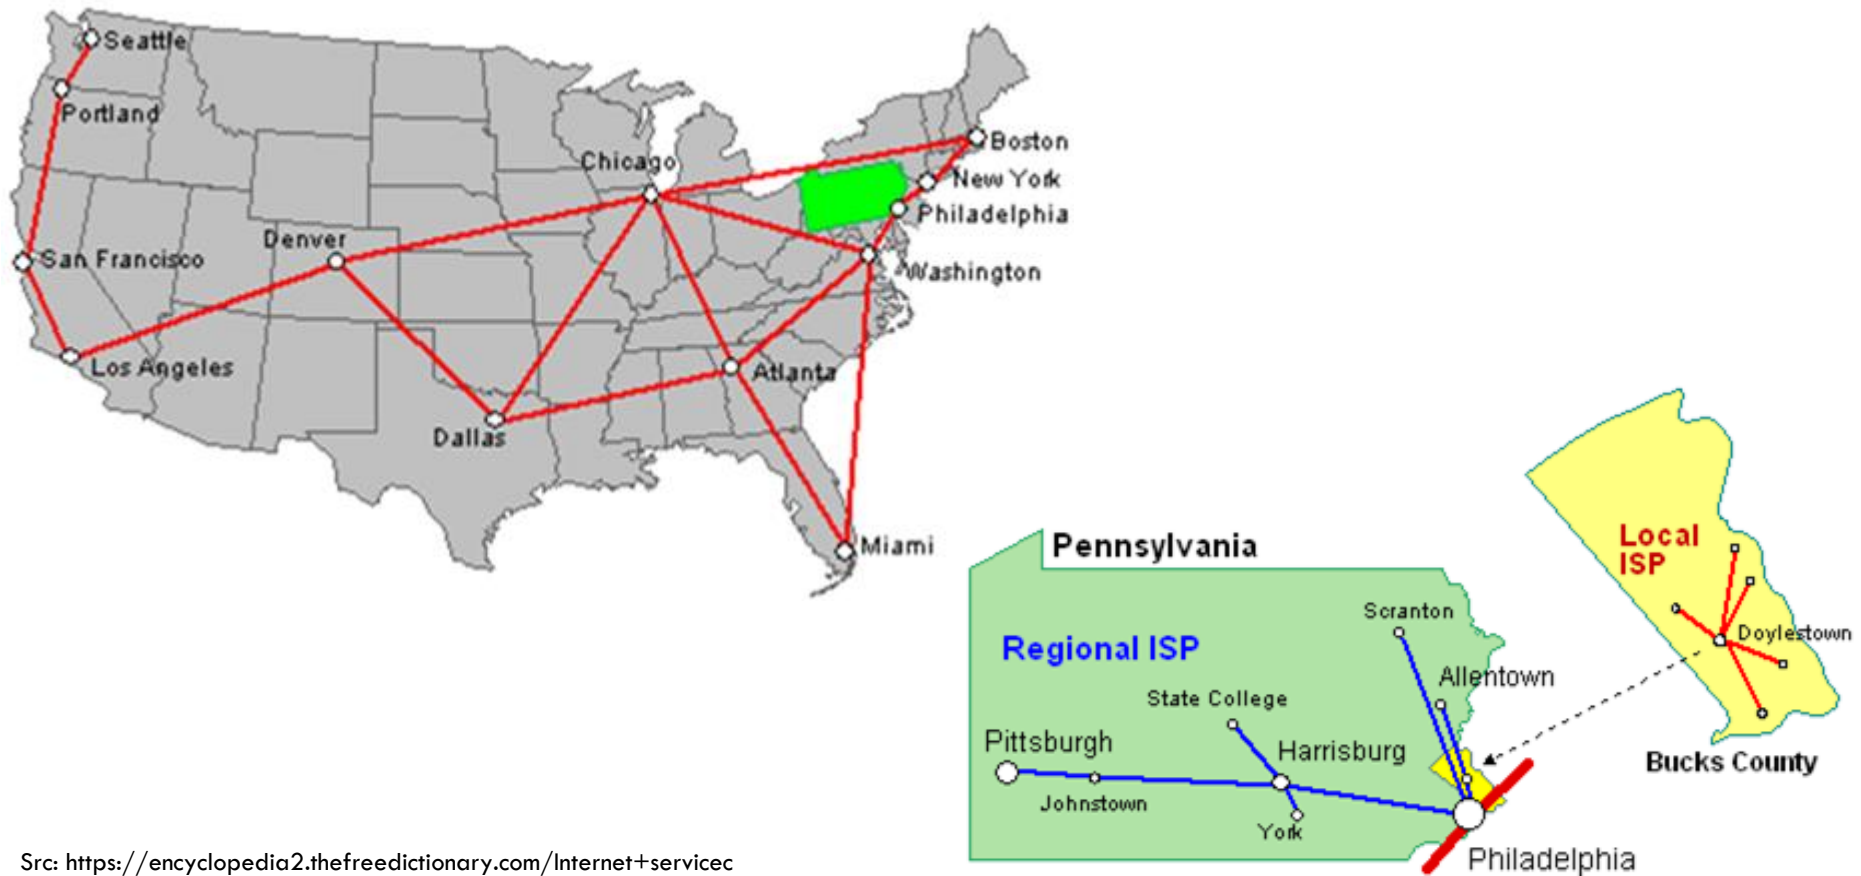 Seattle
Portland
Boston
Chicago
New York
Philadelphia
Denver
San Francisco
Washington
Los Angeles
Atlanta
Dallas
Miami
Pennsylvania
Local
ISP
Scranton
Doylestown
Regional ISP
Allentown
State College
Pittsburgh
Harrisburg
Bucks County
Johnstown
York
Philadelphia
Src: https://encyclopedia2.thefreedictionary.com/Internet+servicec